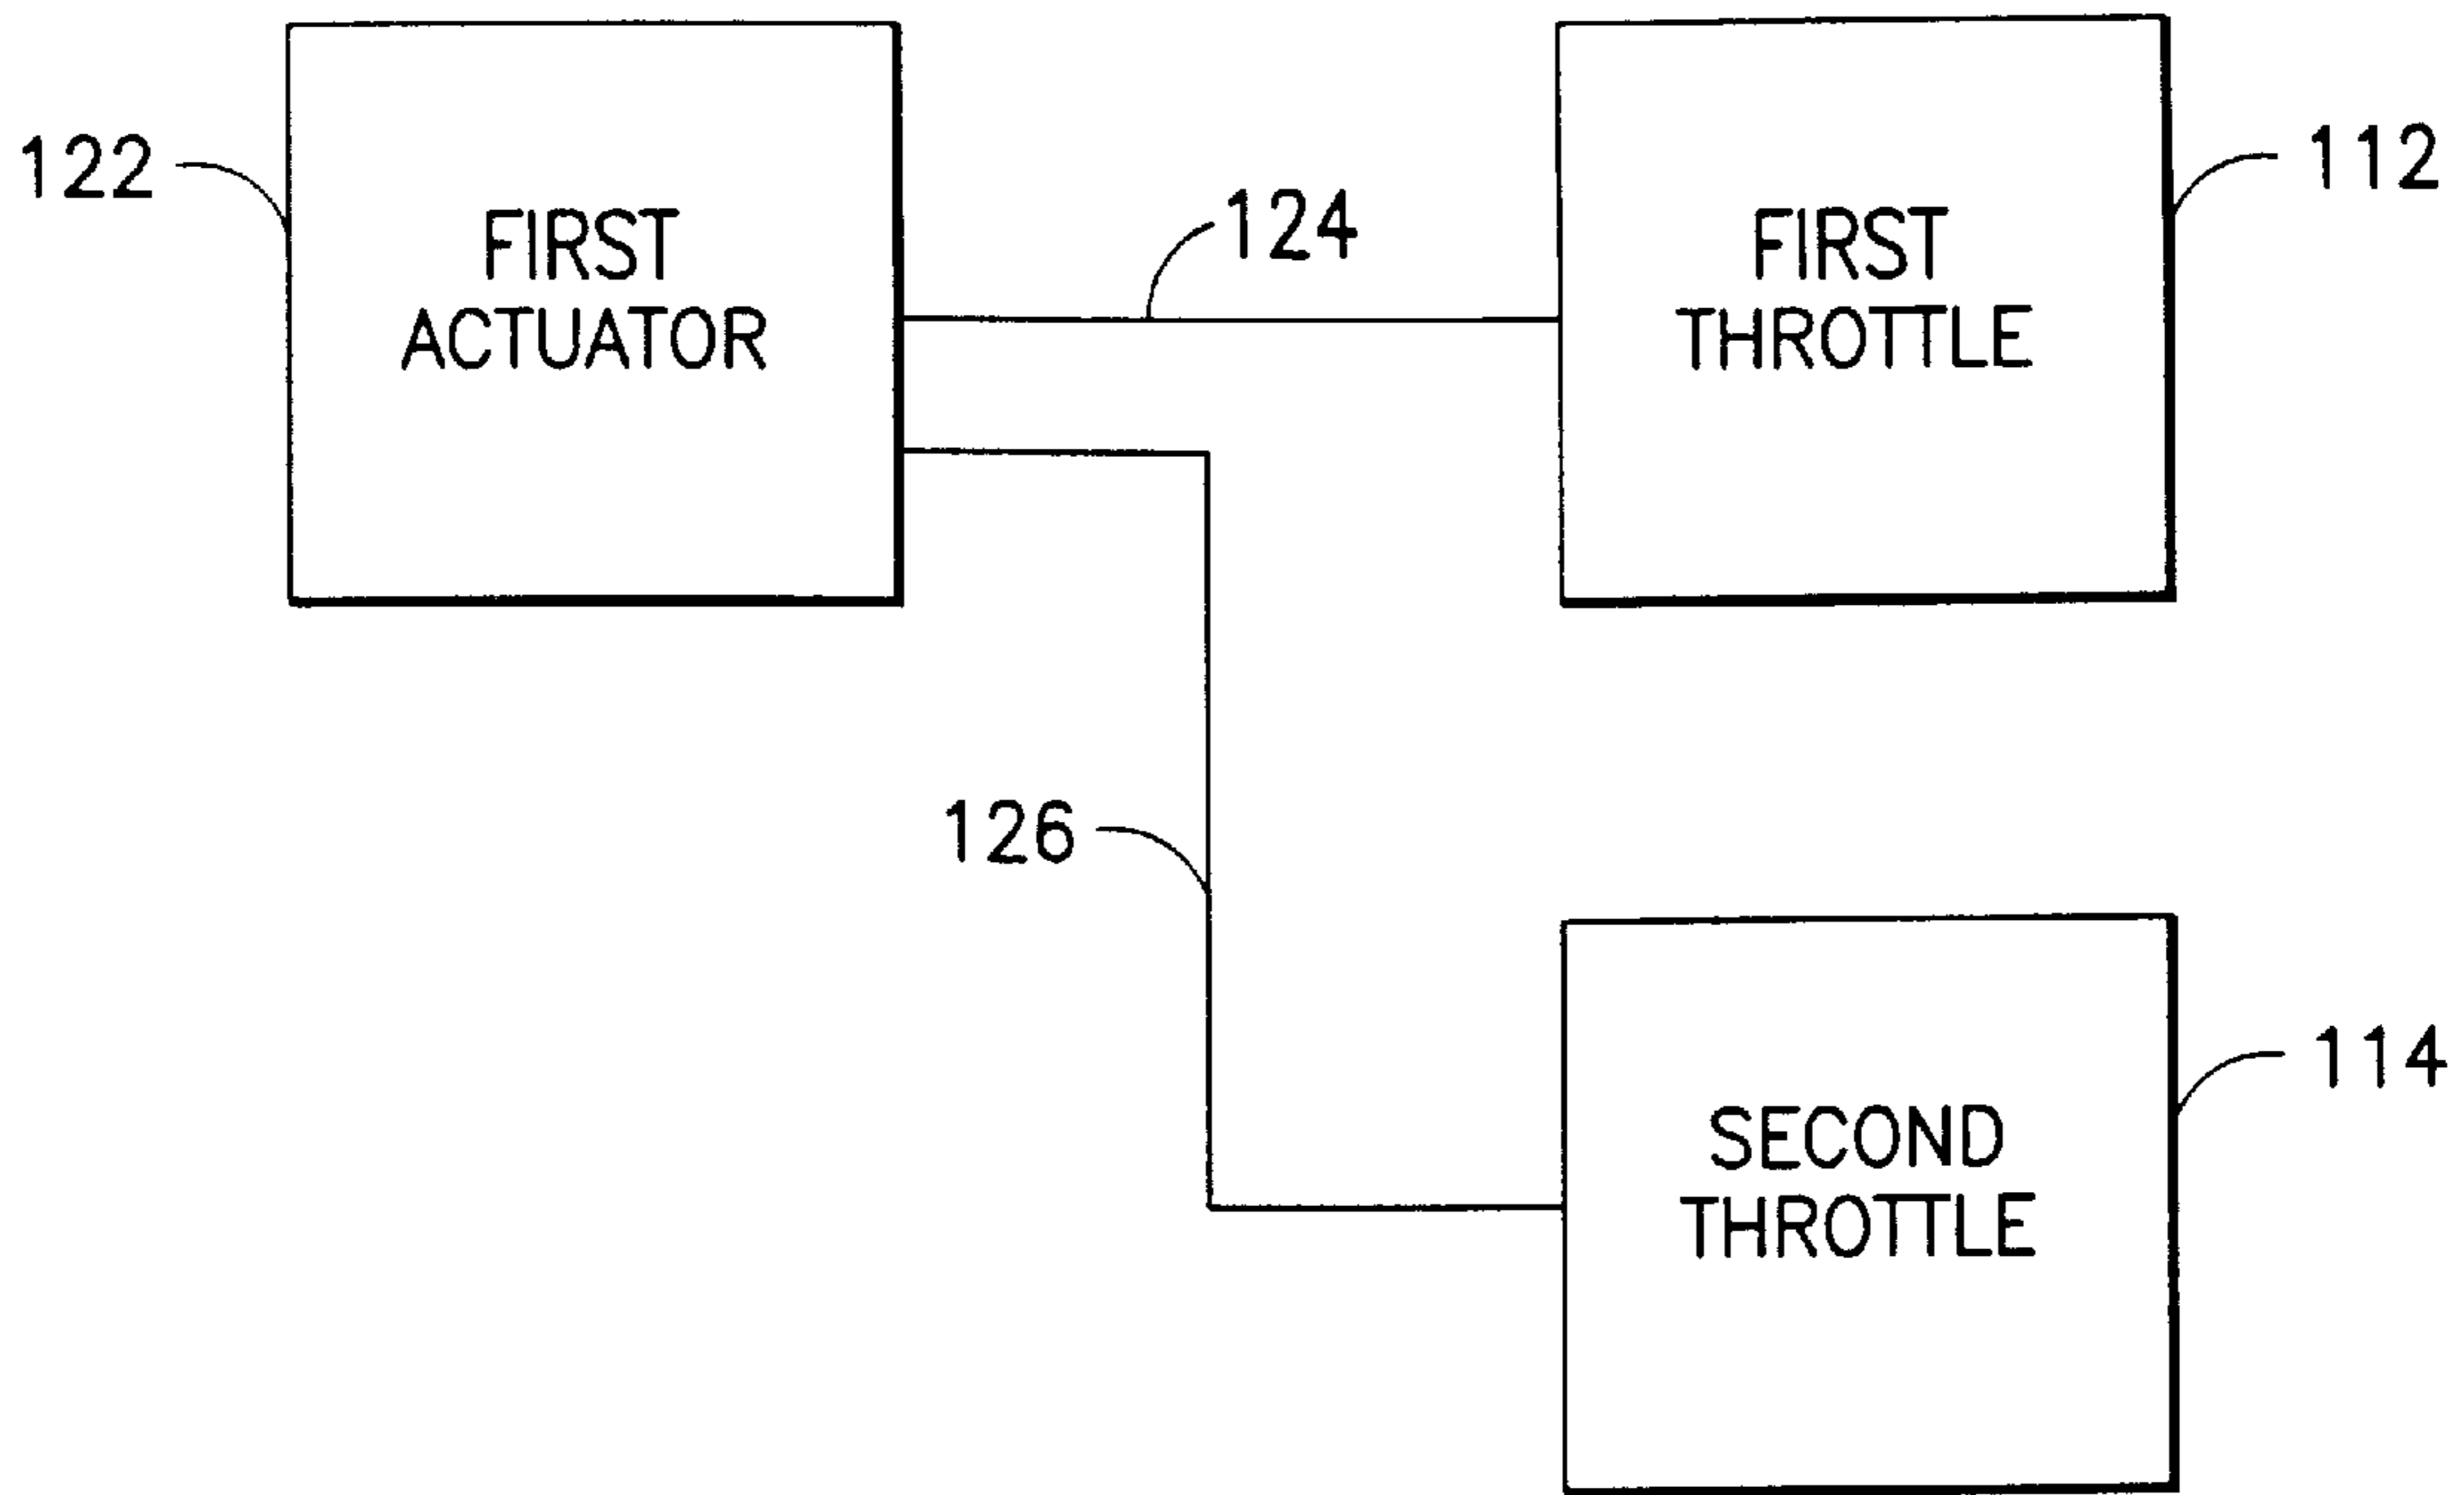 122
FIRST
ACTUATOR
124
FIRST
THROTTLE
112
126
SECOND
THROTTLE
114